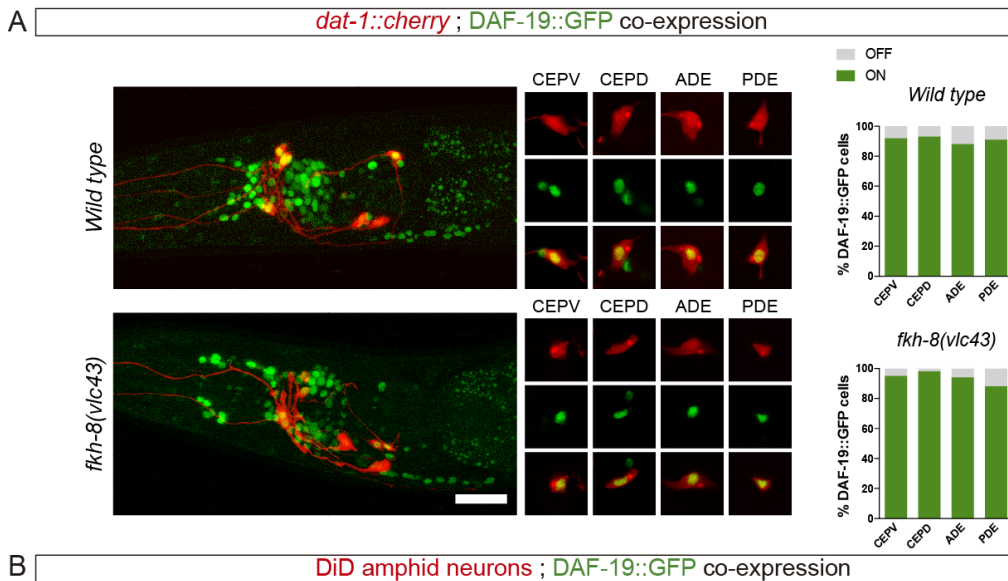 A
dat-1::cherry ; DAF-19::GFP co-expression
Wild type
CEPV CEPD ADE PDE
OFF
ON
Wild type
% DAF-19::GFP cells
100
80
60
40
20
0
CEPV CEPD ADE PDE
fkh-8(vlc43)
CEPV CEPD ADE PDE
fkh-8(vlc43)
% DAF-19::GFP cells
100
80
60
40
20
0
CEPV CEPD ADE PDE
B
DiD amphid neurons ; DAF-19::GFP co-expression